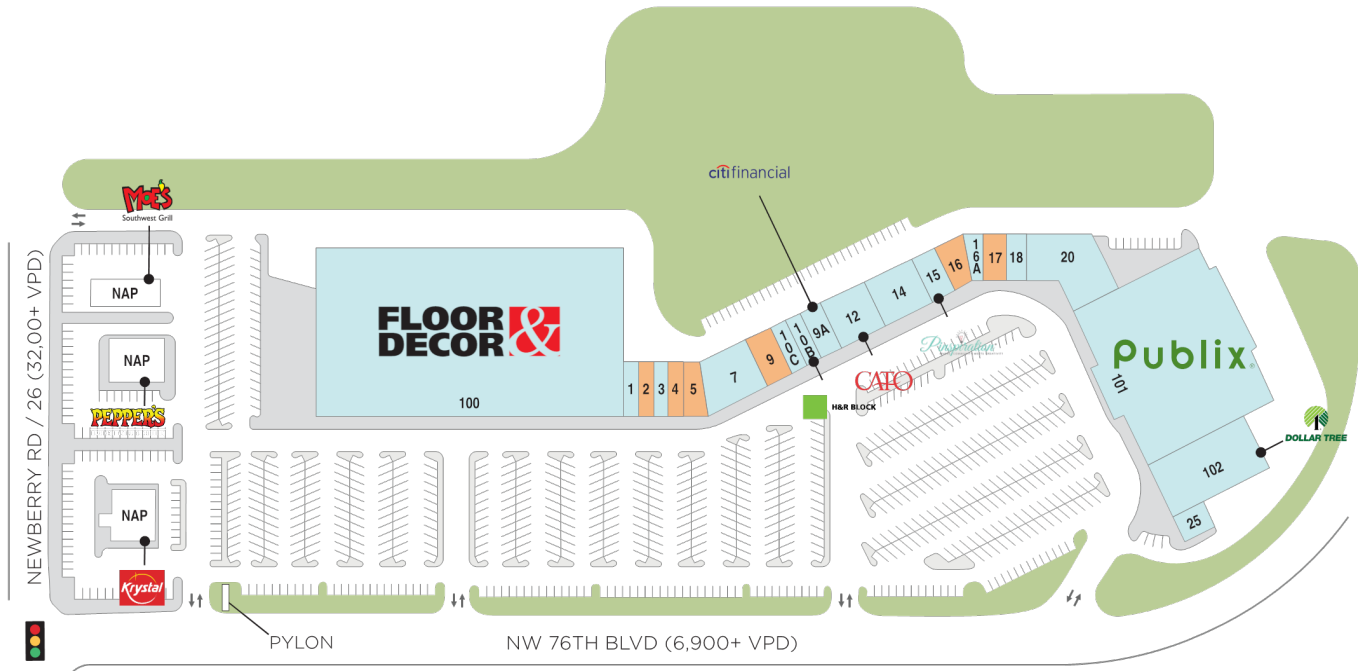 citifinancial
MOE'S
Southwest Grill
NAP
NEWBERRY RD / 26 (32,00+ VPD)
NAP
PEPPER'S
NAP
Krystal
FLOOR &
DECOR
100
1
2
3
4
5
7
9
10C
10B
9A
12
14
15
16
16A
17
18
20
CATO
H&R BLOCK
Publix
101
102
DOLLAR TREE
25
PYLON
NW 76TH BLVD (6,900+ VPD)